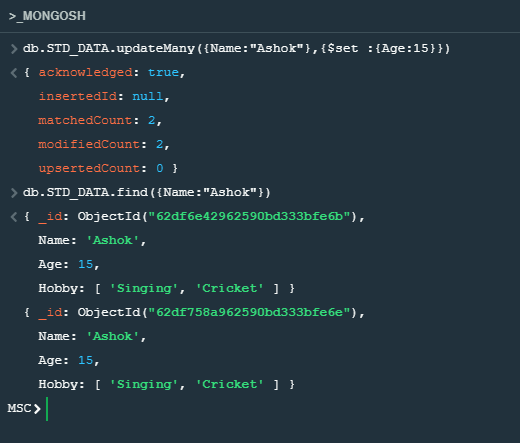 >_MONGOSH
> db.STD_DATA.updateMany({Name:"Ashok"},{$set :{Age:15}})
< { acknowledged: true,
insertedId: null,
matchedCount: 2,
modifiedCount: 2,
upsertedCount: 0 }
> db.STD_DATA.find({Name:"Ashok"})
< { _id: ObjectId("62df6e42962590bd333bfe6b"),
Name: 'Ashok',
Age: 15,
Hobby: [ 'Singing', 'Cricket' ] }
{ _id: ObjectId("62df758a962590bd333bfe6e"),
Name: 'Ashok',
Age: 15,
Hobby: [ 'Singing', 'Cricket' ] }
MSC>